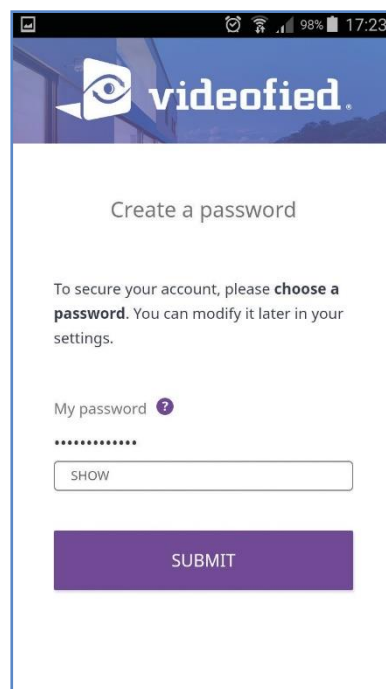 98% 17:23
videofied®
Create a password
To secure your account, please choose a
password. You can modify it later in your
settings.
My password ?
•••••••••••••
SHOW
SUBMIT